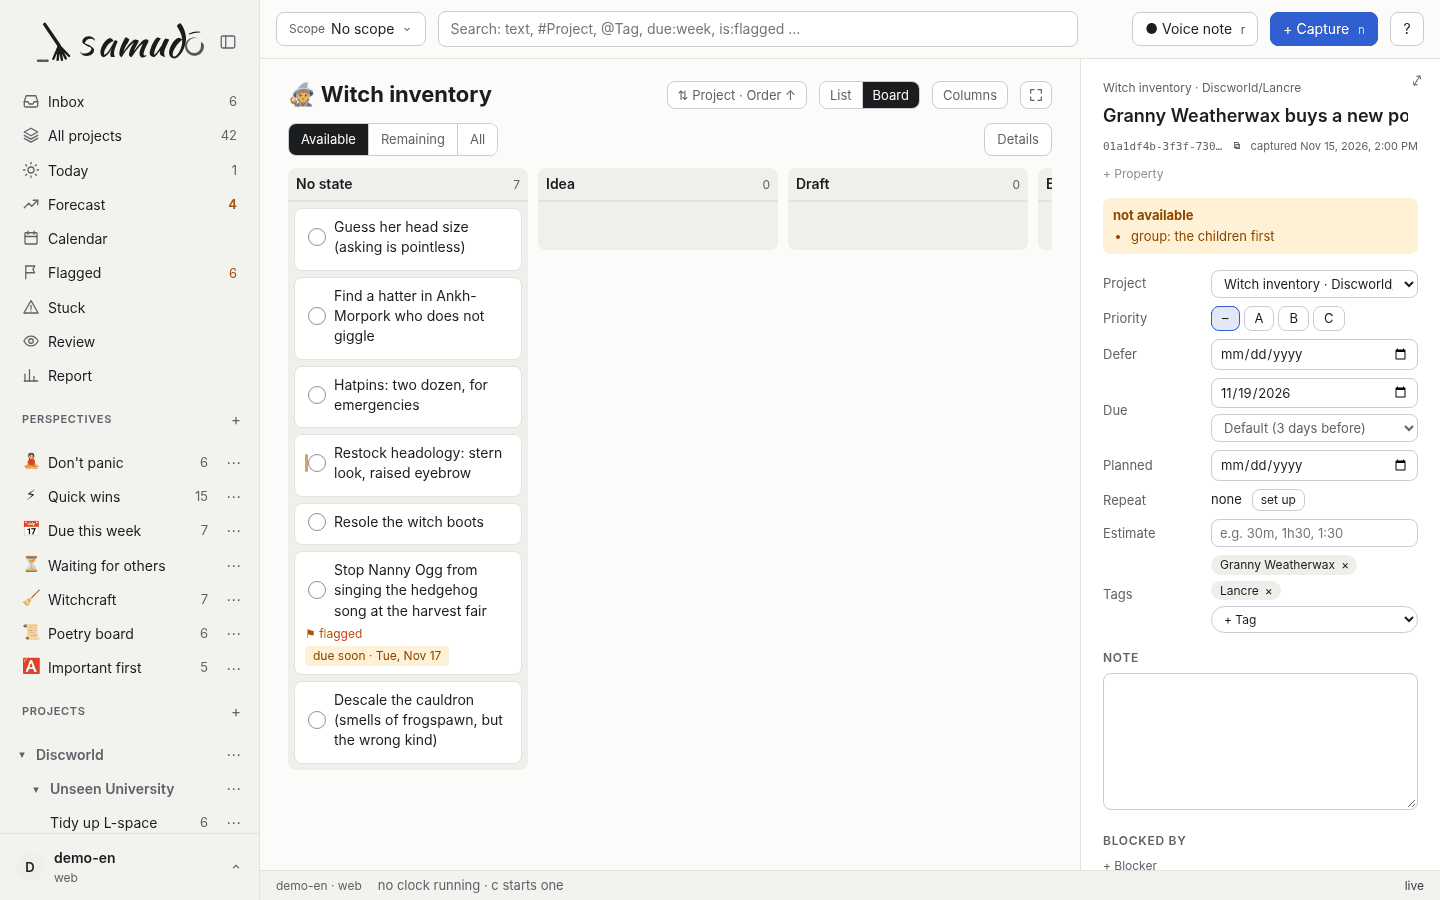 samudō
Inbox 6
All projects 42
Today 1
Forecast 4
Calendar
Flagged 6
Stuck
Review
Report
PERSPECTIVES +
Don't panic 6 ···
Quick wins 15 ···
Due this week 7 ···
Waiting for others ···
Witchcraft 7 ···
Poetry board 6 ···
Important first 5 ···
PROJECTS +
Discworld ···
Unseen University ···
Tidy up L-space 6 ···
D demo-en
web
Scope No scope
Search: text, #Project, @Tag, due:week, is:flagged ...
Voice note r
+ Capture n
?
Witch inventory
Project · Order ↑
List Board
Columns
Available Remaining All
Details
No state 7
Guess her head size
(asking is pointless)
Find a hatter in Ankh-
Morpork who does not
giggle
Hatpins: two dozen, for
emergencies
Restock headology: stern
look, raised eyebrow
Resole the witch boots
Stop Nanny Ogg from
singing the hedgehog
song at the harvest fair
flagged
due soon · Tue, Nov 17
Descale the cauldron
(smells of frogspawn, but
the wrong kind)
Idea 0
Draft 0
Witch inventory · Discworld/Lancre
Granny Weatherwax buys a new po
01a1df4b-3f3f-730… captured Nov 15, 2026, 2:00 PM
+ Property
not available
• group: the children first
Project Witch inventory · Discworld
Priority – A B C
Defer mm/dd/yyyy
Due 11/19/2026
Default (3 days before)
Planned mm/dd/yyyy
Repeat none set up
Estimate e.g. 30m, 1h30, 1:30
Tags Granny Weatherwax ×
Lancre ×
+ Tag
NOTE
BLOCKED BY
+ Blocker
demo-en · web no clock running · c starts one
live